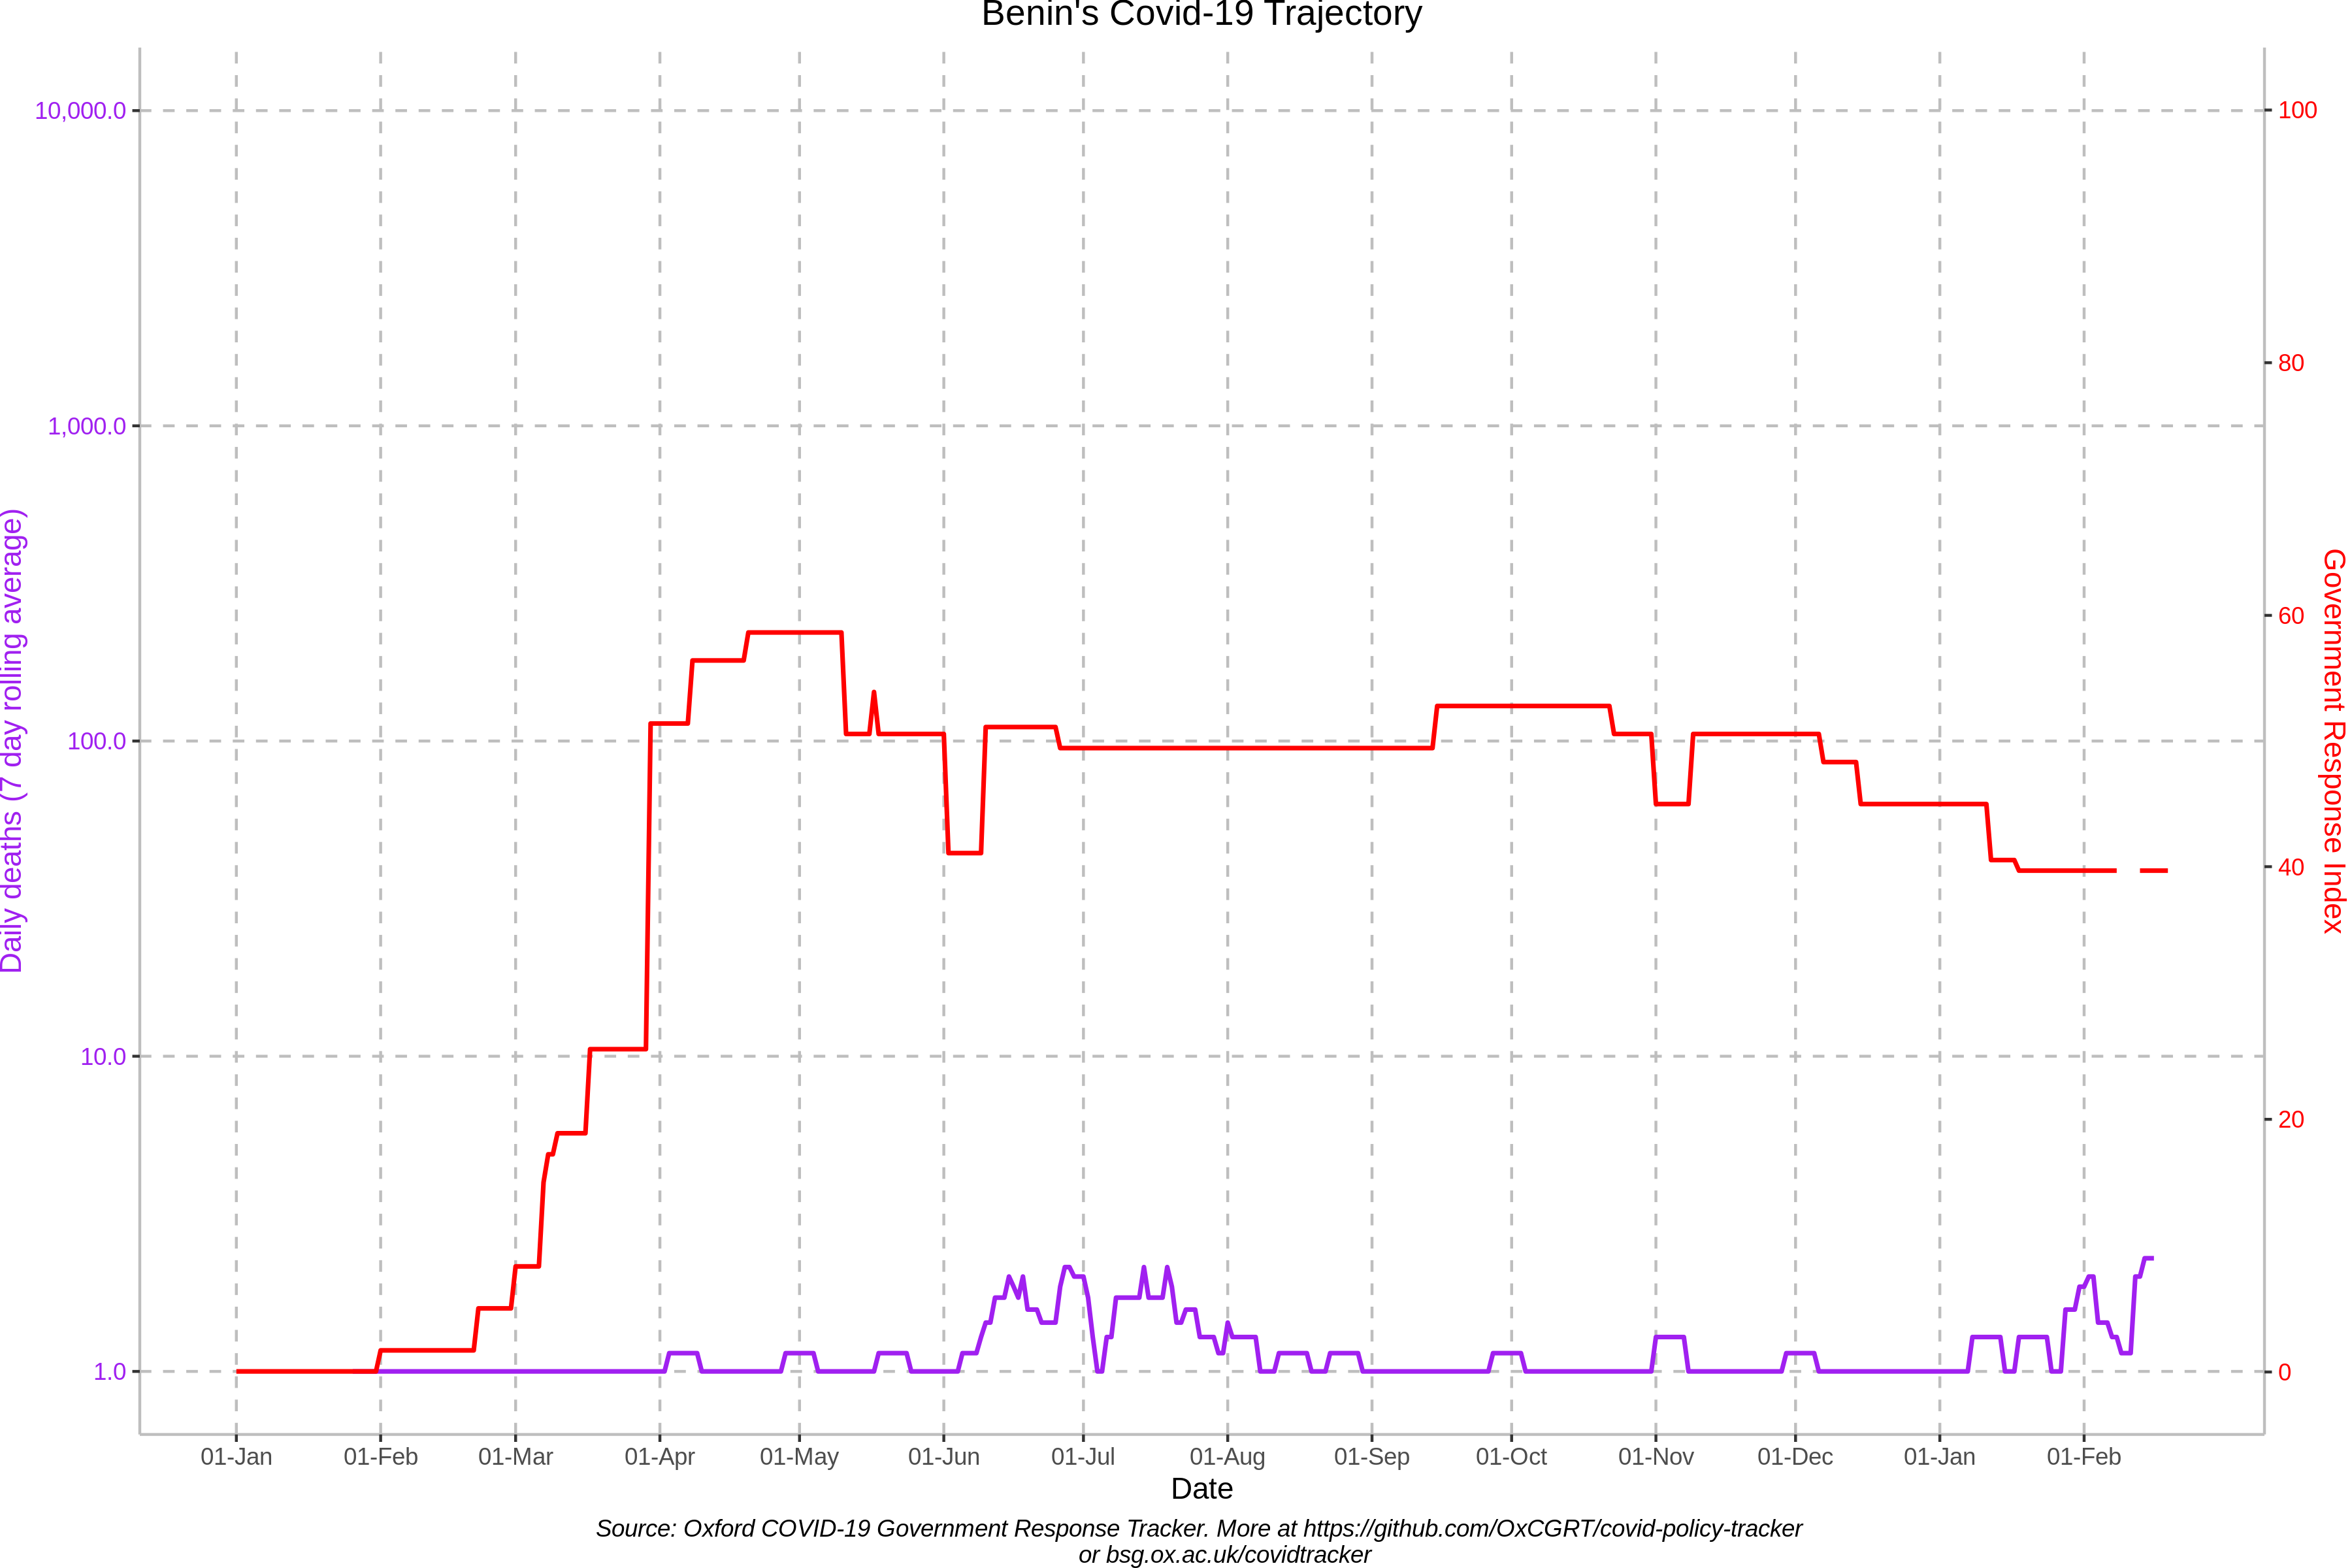 Benin's Covid-19 Trajectory
Daily deaths (7 day rolling average)
10,000.0
1,000.0
100.0
10.0
1.0
100
80
60
40
20
0
Government Response Index
01-Jan
01-Feb
01-Mar
01-Apr
01-May
01-Jun
01-Jul
01-Aug
01-Sep
01-Oct
01-Nov
01-Dec
01-Jan
01-Feb
Date
Source: Oxford COVID-19 Government Response Tracker. More at https://github.com/OxCGRT/covid-policy-tracker
or bsg.ox.ac.uk/covidtracker